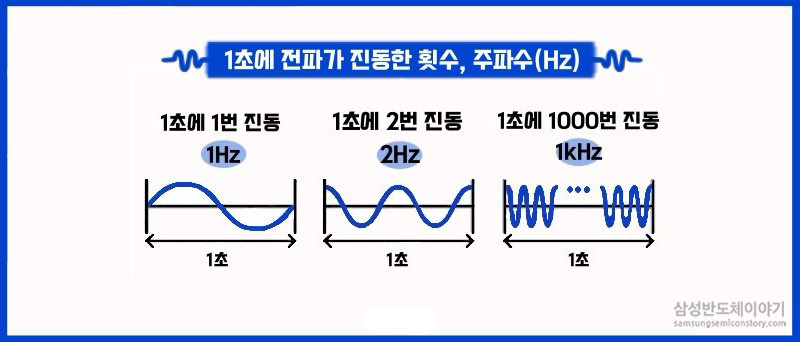 1초에 전파가 진동한 횟수, 주파수(Hz)
1초에 1번 진동
1Hz
1초
1초에 2번 진동
2Hz
1초
1초에 1000번 진동
1kHz
1초
삼성반도체이야기
samsungsemiconstory.com